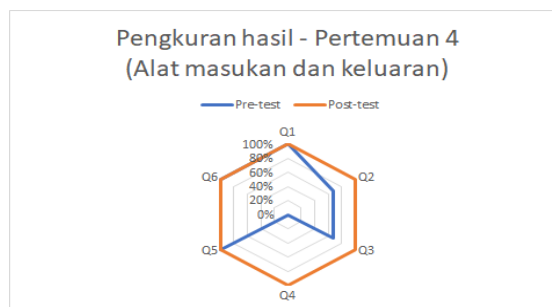 Pengkuran hasil - Pertemuan 4
(Alat masukan dan keluaran)
Pre-test Post-test
Q1
100%
80%
60%
40%
20%
0%
Q2
Q3
Q4
Q5
Q6